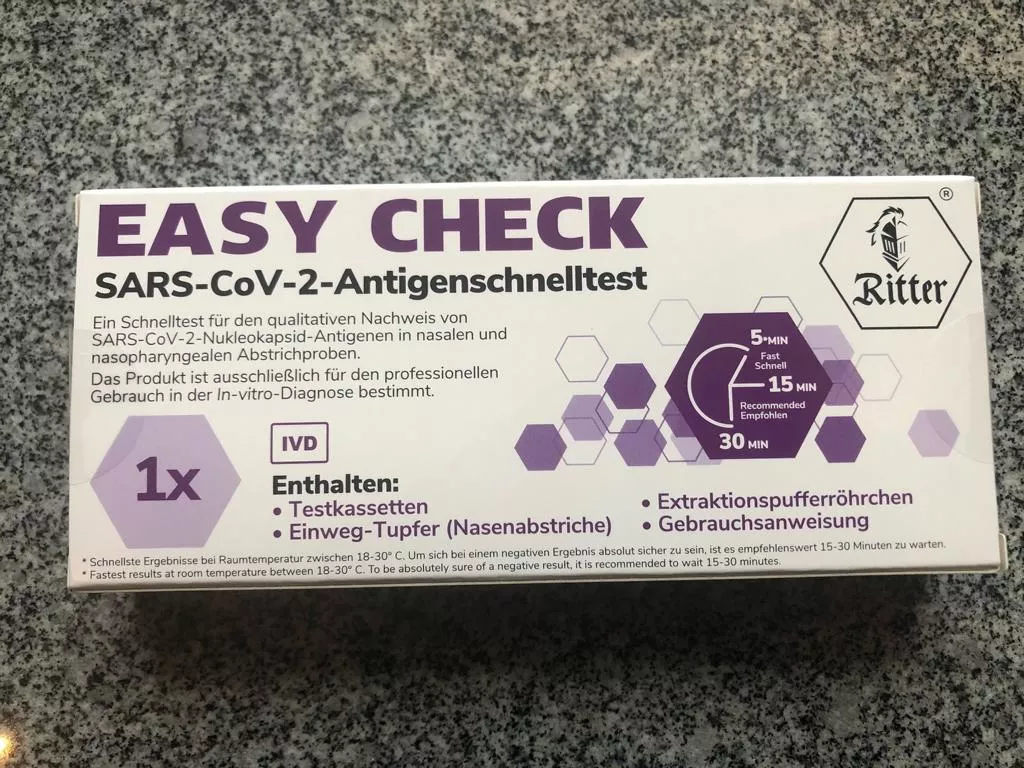 EASY CHECK
®
Ritter
SARS-CoV-2-Antigenschnelltest
Ein Schnelltest für den qualitativen Nachweis von
SARS-CoV-2-Nukleokapsid-Antigenen in nasalen und
nasopharyngealen Abstrichproben.
Das Produkt ist ausschließlich für den professionellen
Gebrauch in der In-vitro-Diagnose bestimmt.
5*MIN
Fast
Schnell
15 MIN
Recommended
Empfohlen
30 MIN
1x
IVD
Enthalten:
• Testkassetten
• Einweg-Tupfer (Nasenabstriche)
• Extraktionspufferröhrchen
• Gebrauchsanweisung
* Schnellste Ergebnisse bei Raumtemperatur zwischen 18-30° C. Um sich bei einem negativen Ergebnis absolut sicher zu sein, ist es empfehlenswert 15-30 Minuten zu warten.
* Fastest results at room temperature between 18-30° C. To be absolutely sure of a negative result, it is recommended to wait 15-30 minutes.